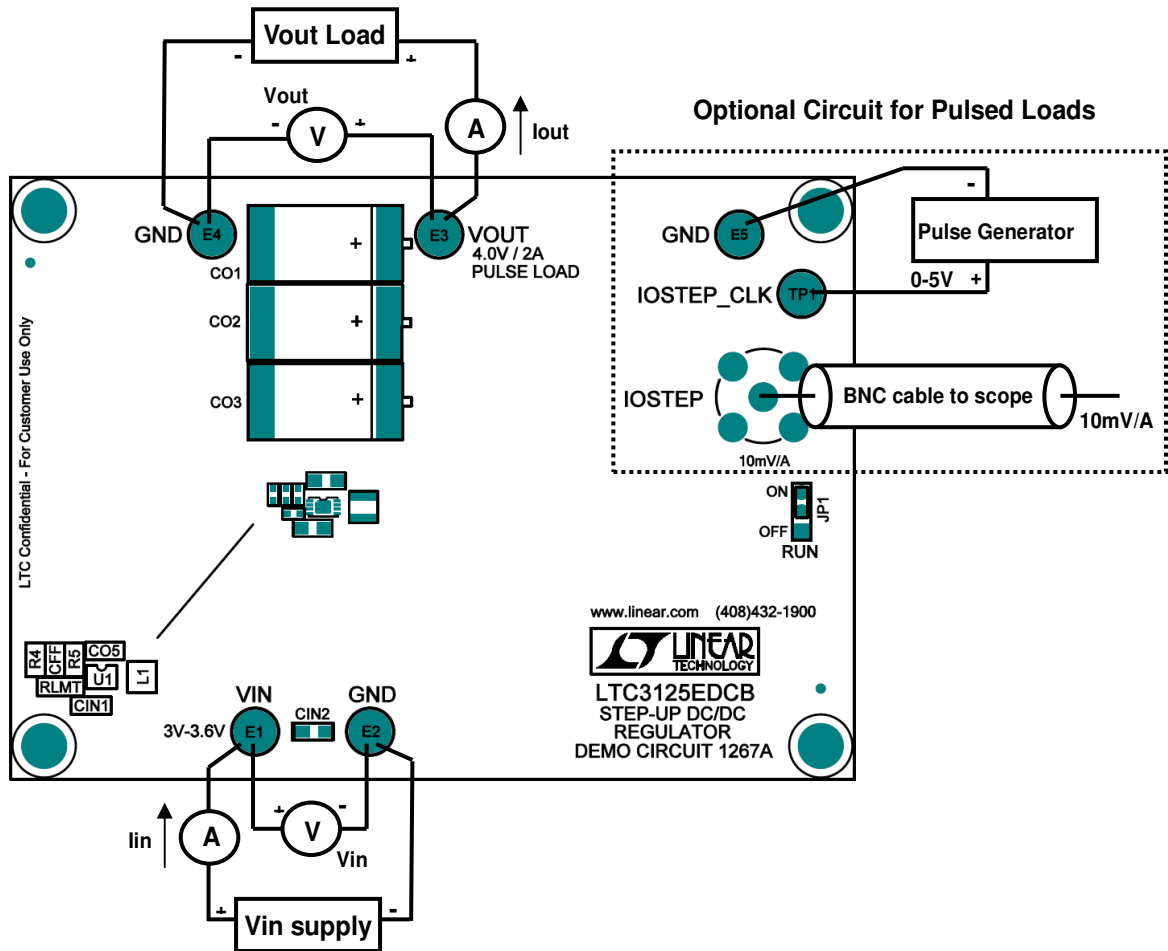 Vout Load
- +
Vout
- V +
A
Iout
Optional Circuit for Pulsed Loads
GND
E4
E3
VOUT
4.0V / 2A
PULSE LOAD
CO1
+
CO2
+
CO3
+
GND
E5
-
Pulse Generator
0-5V +
IOSTEP_CLK
TP1
IOSTEP
BNC cable to scope
10mV/A
10mV/A
LTC Confidential - For Customer Use Only
ON
OFF
JP1
RUN
www.linear.com (408)432-1900
LINEAR
TECHNOLOGY
LTC3125EDCB
STEP-UP DC/DC
REGULATOR
DEMO CIRCUIT 1267A
R4
CFF
R5
CO5
U1
L1
RLMT
CIN1
VIN
GND
3V-3.6V
E1
CIN2
E2
Iin
A
+ V -
Vin
+ -
Vin supply